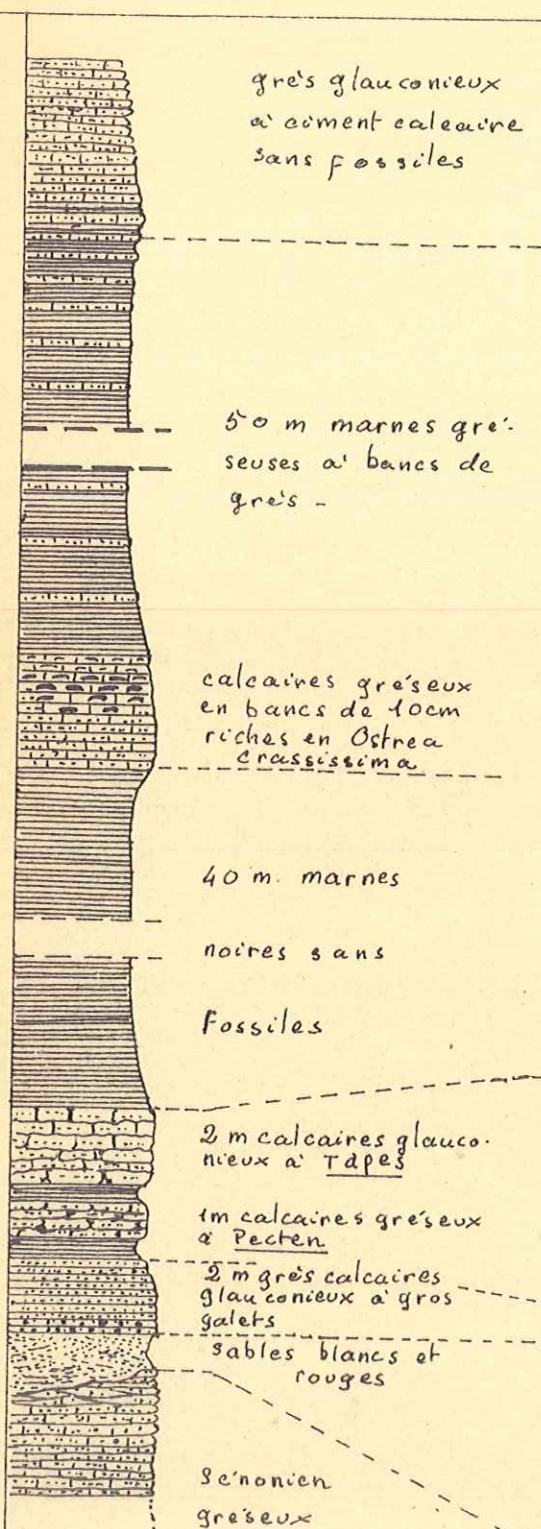 grès glauconieux
à ciment calcaire
sans fossiles
50 m marnes gré-
seuses à bancs de
grès -
calcaires gréseux
en bancs de 10cm
riches en Ostrea
crassissima
40 m. marnes
noires sans
Fossiles
2 m calcaires glauco-
nieux à Tapes
1m calcaires gréseux
à Pecten
2 m grès calcaires
glauconieux à gros
galets
sables blancs et
rouges
Sénonien
gréseux